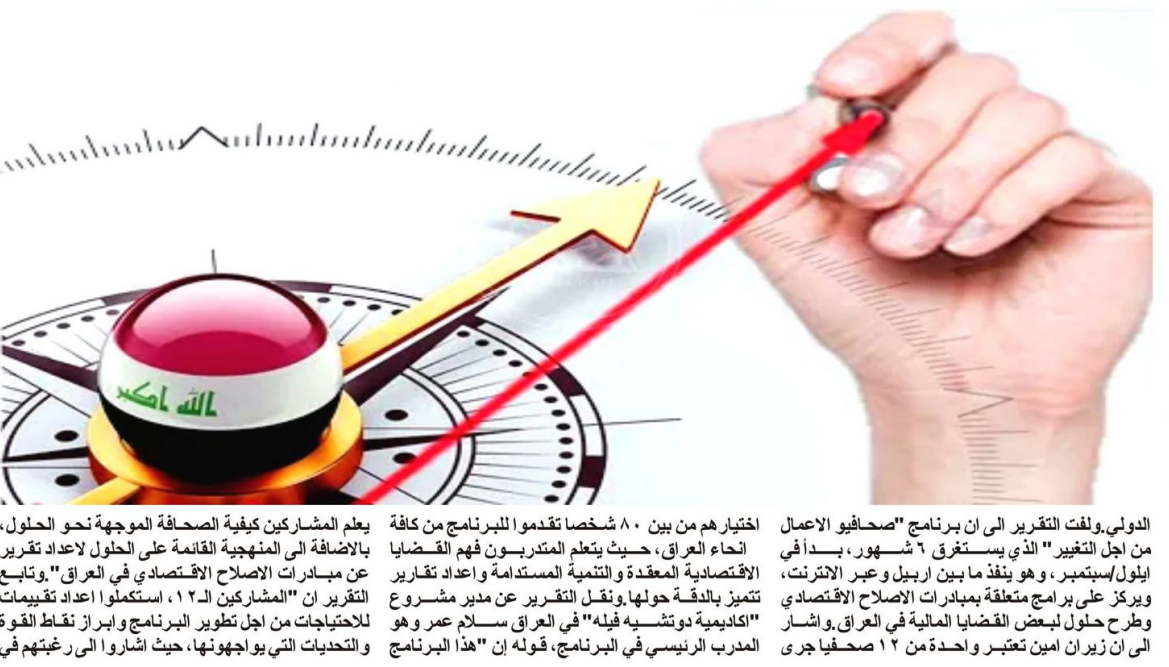 الله اكبر
الدولي.ولفت التقرير الى ان برنامج "صحافيو الاعمال
من اجل التغيير" الذي يستغرق ٦ شهور، بدأ في
ايلول/سبتمبر، وهو ينفذ ما بين اربيل وعبر الانترنت،
ويركز على برامج متعلقة بمبادرات الاصلاح الاقتصادي
وطرح حلول لبعض القضايا المالية في العراق.واشار
الى ان زيران امين تعتبر واحدة من ١٢ صحفيا جرى
اختيارهم من بين ٨٠ شخصا تقدموا للبرنامج من كافة
انحاء العراق، حيث يتعلم المتدربون فهم القضايا
الاقتصادية المعقدة والتنمية المستدامة واعداد تقارير
تتميز بالدقة حولها.ونقل التقرير عن مدير مشروع
"اكاديمية دوتشيه فيله" في العراق سلام عمر وهو
المدرب الرئيسي في البرنامج، قوله إن "هذا البرنامج
يعلم المشاركين كيفية الصحافة الموجهة نحو الحلول،
بالاضافة الى المنهجية القائمة على الحلول لاعداد تقرير
عن مبادرات الاصلاح الاقتصادي في العراق".وتابع
التقرير ان "المشاركين الـ١٢، استكملوا اعداد تقييمات
للاحتياجات من اجل تطوير البرنامج وابراز نقاط القوة
والتحديات التي يواجهونها، حيث اشاروا الى رغبتهم في